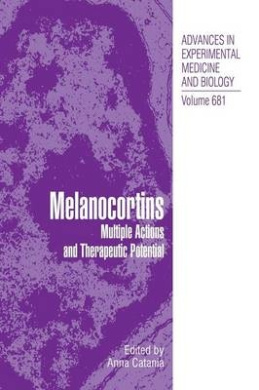 ADVANCES IN
EXPERIMENTAL
MEDICINE
AND BIOLOGY
Volume 681
Melanocortins
Multiple Actions
and Therapeutic Potential
Edited by
Anna Catania